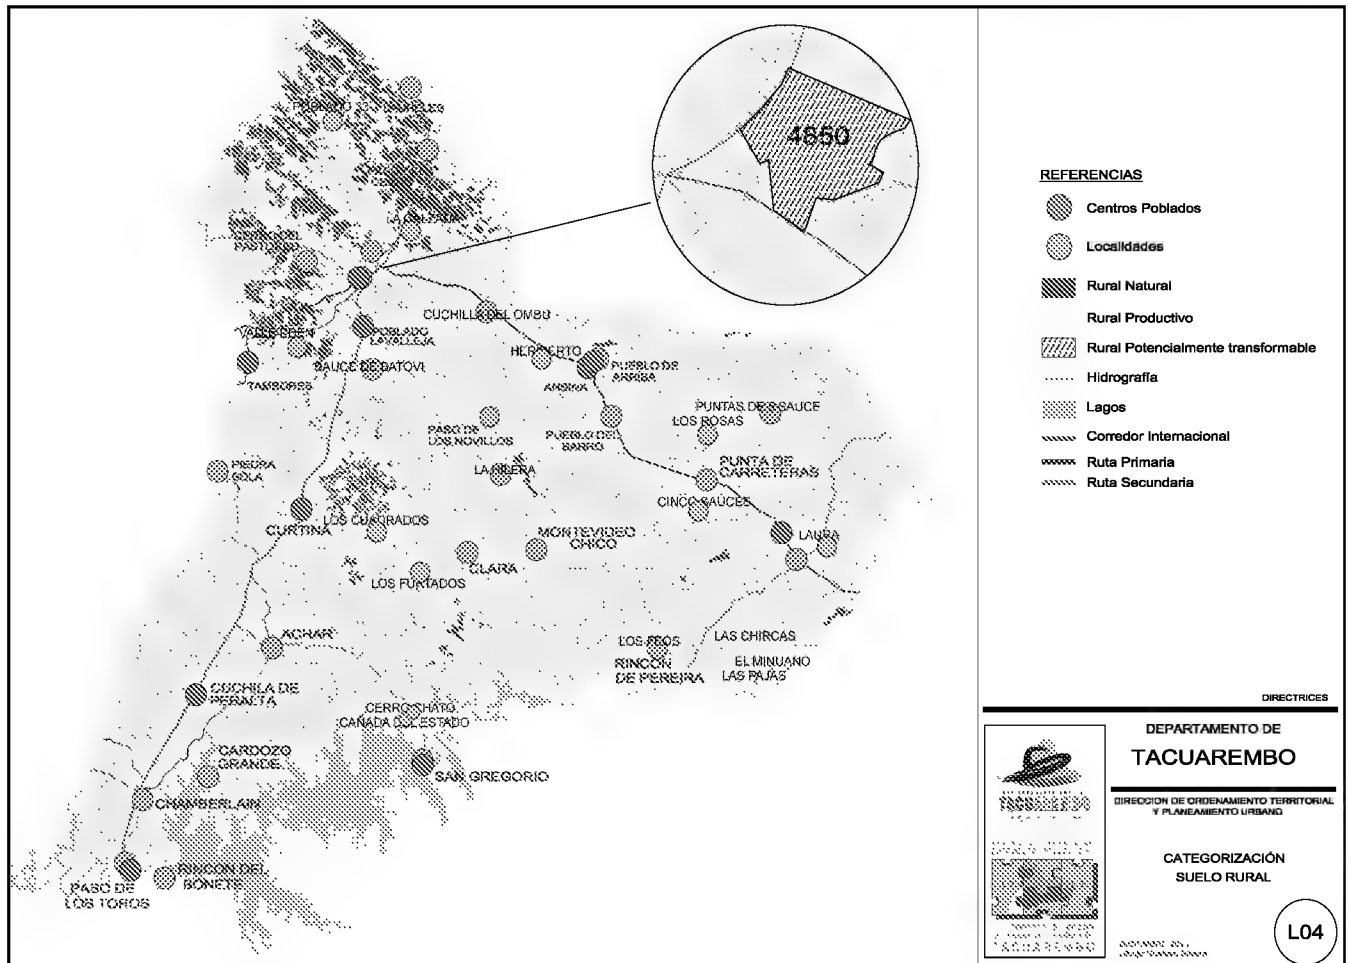 4850
CUCHILLA DEL OMBU
POBLADO
LAVALLEJA
VALLE EDEN
TAMBORES
SAUCE DE BATOVI
HERIBERTO
ANSINA
PUEBLO DE
ARRIBA
PASO DE
LOS NOVILLOS
PUEBLO DEL
BARRO
PUNTAS DE 5 SAUCE
LOS ROSAS
PIEDRA
SOLA
LA HILERA
PUNTA DE
CARRETERAS
CINCO SAUCES
CURTINA
LOS CUADRADOS
MONTEVIDEO
CHICO
CLARA
LAURA
LOS FURTADOS
ACHAR
LOS FEOS
RINCON
DE PEREIRA
LAS CHIRCAS
EL MINUANO
LAS PAJAS
CUCHILA DE
PERALTA
CERRO CHATO
CAÑADA DEL ESTADO
CARDOZO
GRANDE
SAN GREGORIO
CHAMBERLAIN
RINCON DEL
BONETE
PASO DE
LOS TOROS
REFERENCIAS
Centros Poblados
Localidades
Rural Natural
Rural Productivo
Rural Potencialmente transformable
Hidrografía
Lagos
Corredor Internacional
Ruta Primaria
Ruta Secundaria
DIRECTRICES
DEPARTAMENTO DE
TACUAREMBO
DIRECCION DE ORDENAMIENTO TERRITORIAL
Y PLANEAMIENTO URBANO
TACUAREMBO
CATEGORIZACIÓN
SUELO RURAL
TACUAREMBO
L04